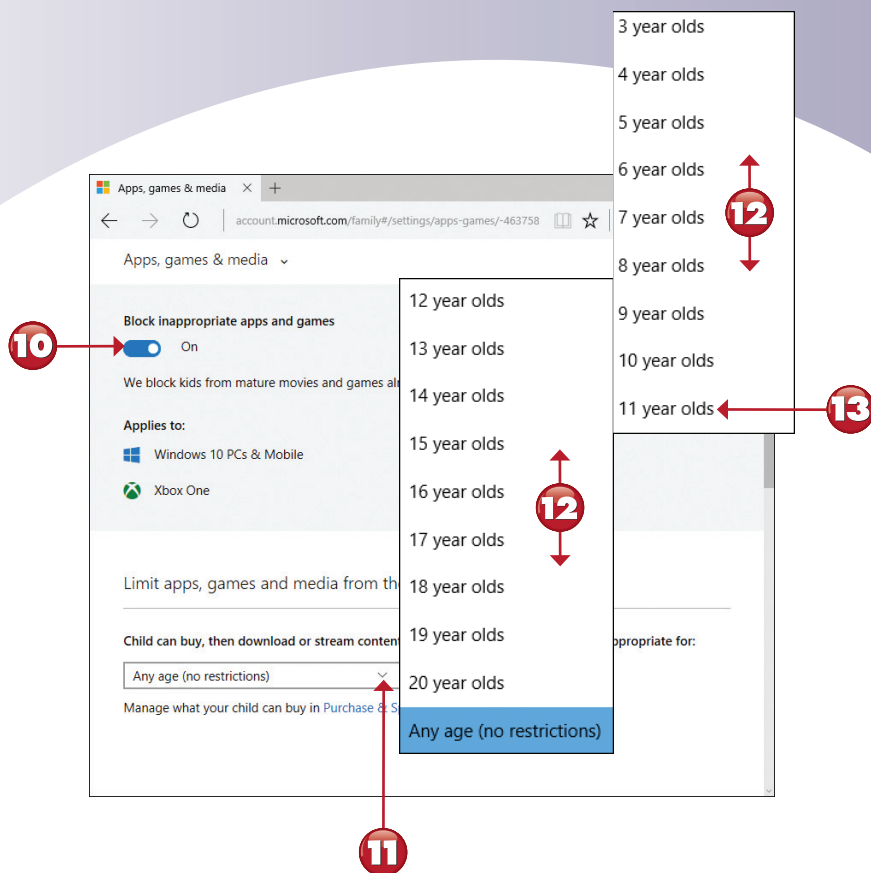 3 year olds
4 year olds
5 year olds
6 year olds
12
7 year olds
8 year olds
9 year olds
10 year olds
11 year olds
13
Apps, games & media
account.microsoft.com/family#/settings/apps-games/-463758
Apps, games & media
Block inappropriate apps and games
10
On
We block kids from mature movies and games
Applies to:
Windows 10 PCs & Mobile
Xbox One
12 year olds
13 year olds
14 year olds
15 year olds
16 year olds
12
17 year olds
18 year olds
19 year olds
20 year olds
Any age (no restrictions)
Limit apps, games and media from
Child can buy, then download or stream conten
ppropriate for:
Any age (no restrictions)
Manage what your child can buy in Purchase & S
11